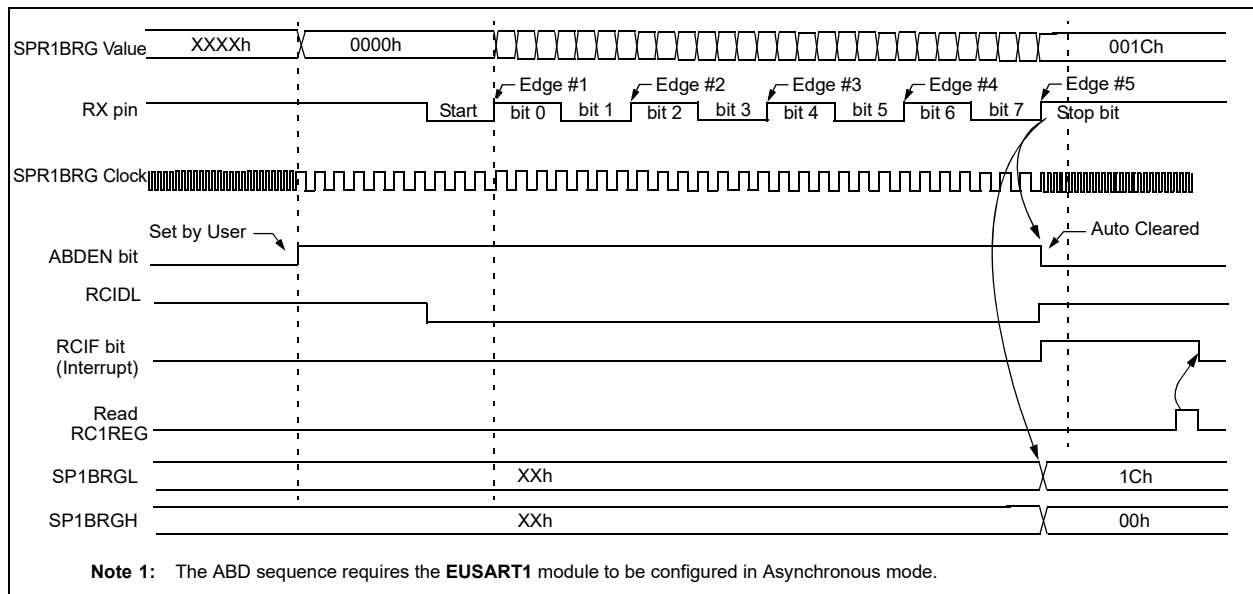 SPR1BRG Value XXXXh 0000h 001Ch
Edge #1 Edge #2 Edge #3 Edge #4 Edge #5
RX pin Start bit 0 bit 1 bit 2 bit 3 bit 4 bit 5 bit 6 bit 7 Stop bit
SPR1BRG Clock
Set by User Auto Cleared
ABDEN bit
RCIDL
RCIF bit
(Interrupt)
Read
RC1REG
SP1BRGL XXh 1Ch
SP1BRGH XXh 00h
Note 1: The ABD sequence requires the EUSART1 module to be configured in Asynchronous mode.